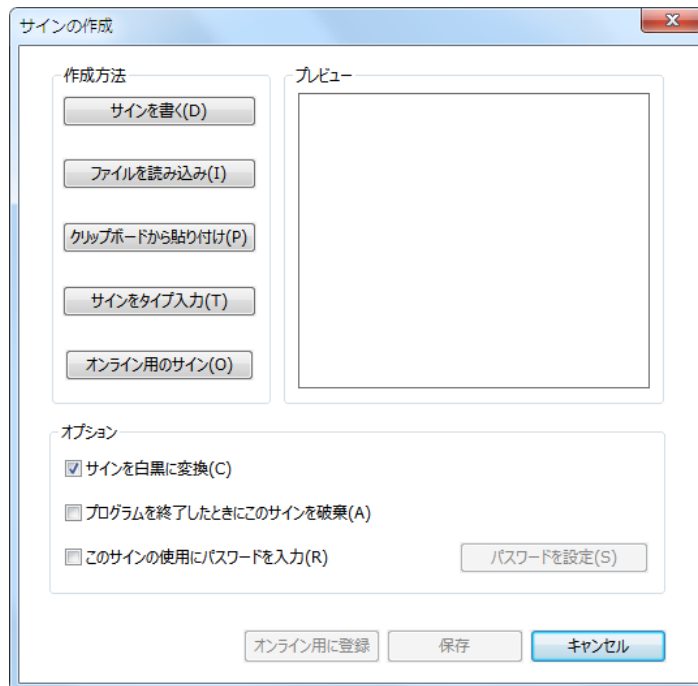 サインの作成
作成方法
サインを書く(D)
ファイルを読み込み(I)
クリップボードから貼り付け(P)
サインをタイプ入力(T)
オンライン用のサイン(O)
プレビュー
オプション
サインを白黒に変換(C)
プログラムを終了したときにこのサインを破棄(A)
このサインの使用にパスワードを入力(R)
パスワードを設定(S)
オンライン用に登録
保存
キャンセル